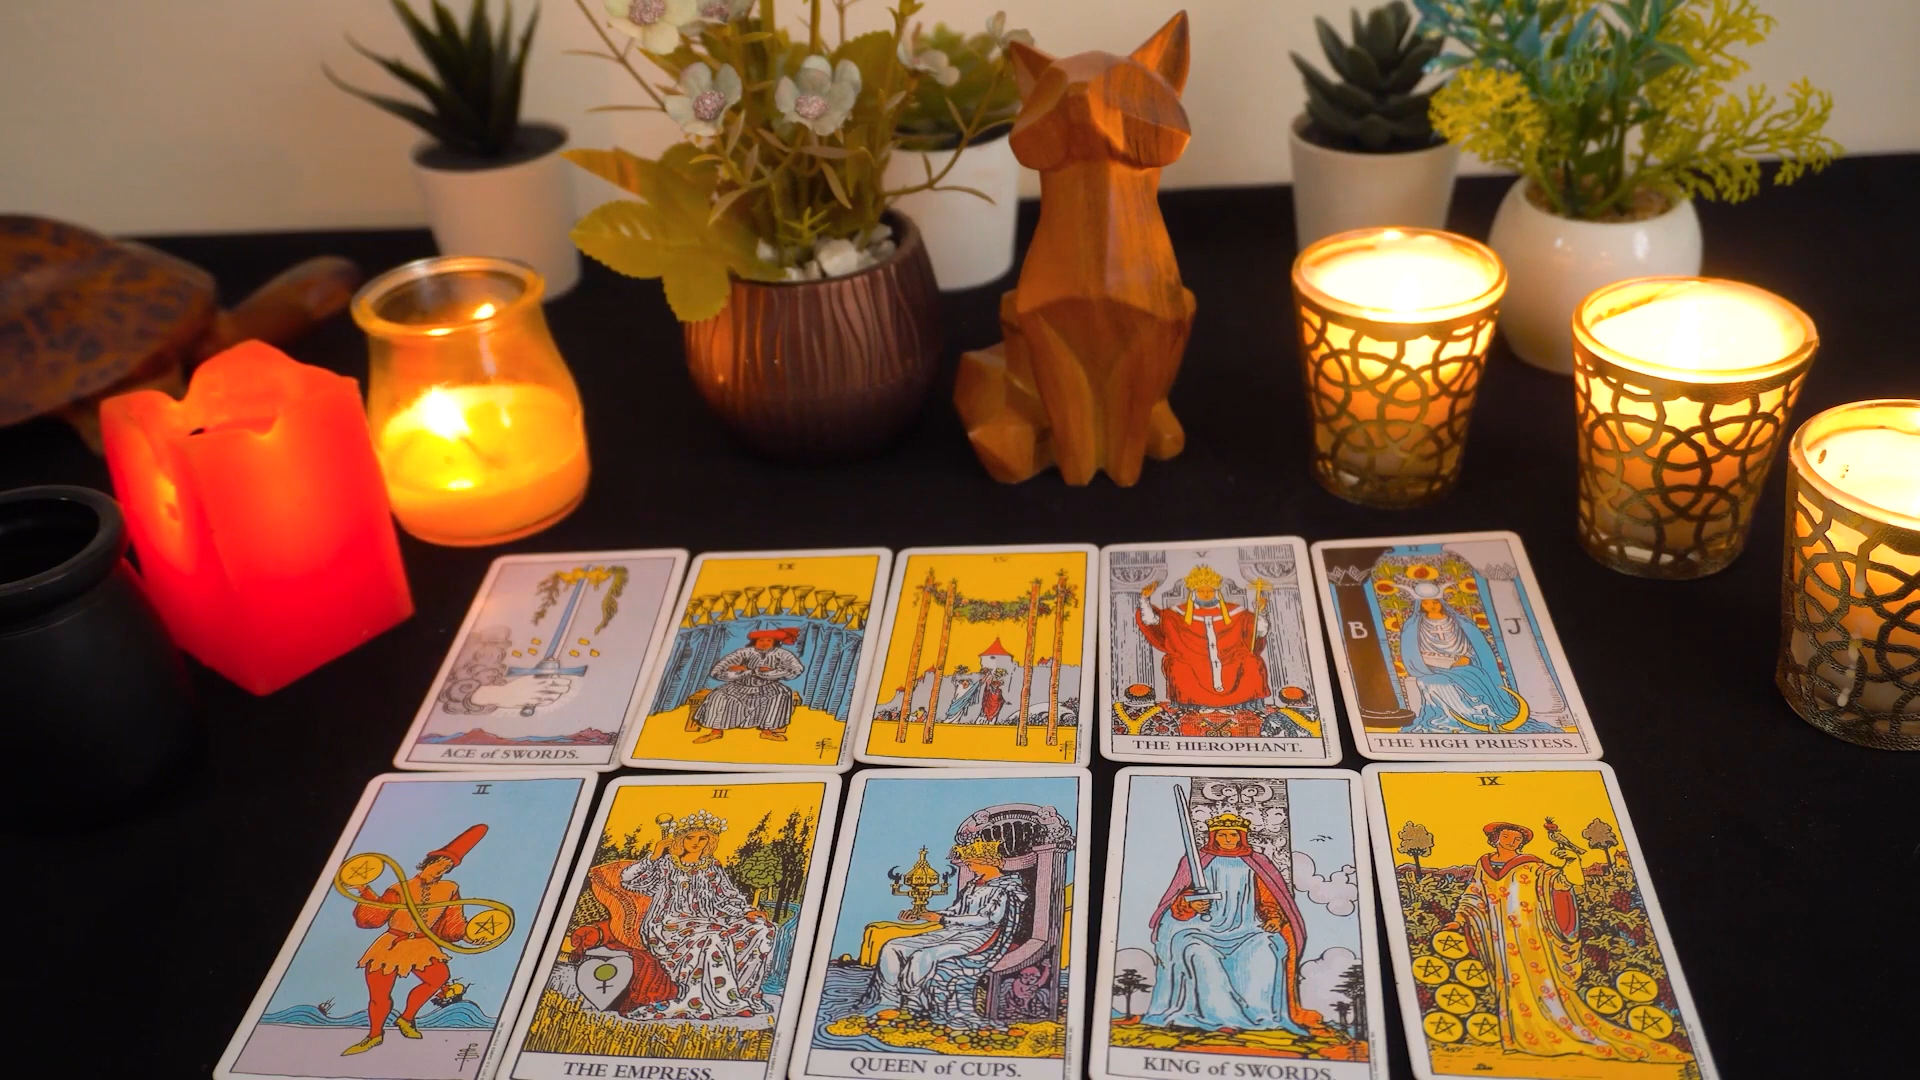 IX
IV
V
II
B
J
ACE of SWORDS.
THE HIEROPHANT.
THE HIGH PRIESTESS.
II
III
IX
THE EMPRESS.
QUEEN of CUPS.
KING of SWORDS.